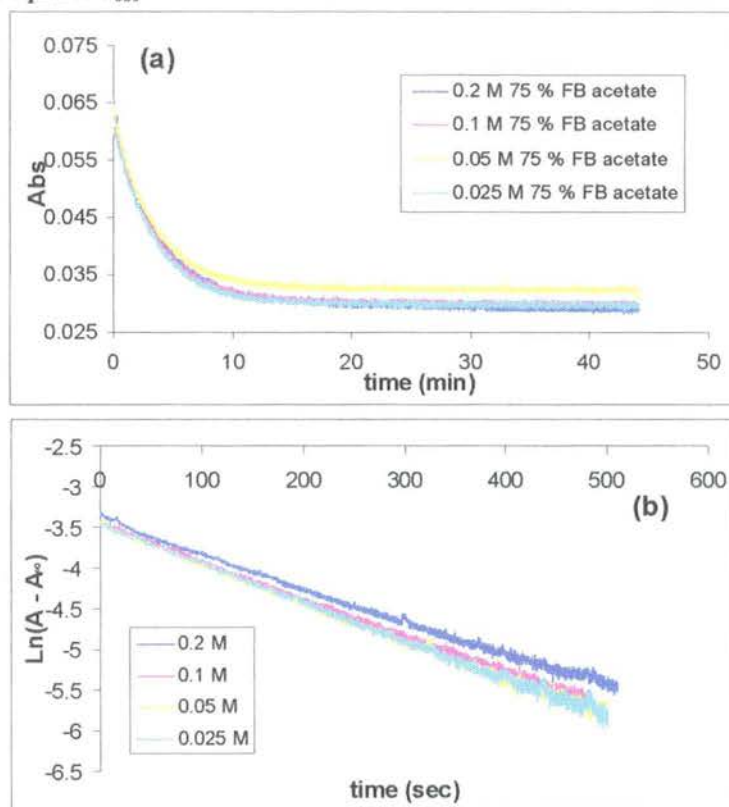 0.075
0.065
0.055
0.045
0.035
0.025
Abs
(a)
0.2 M 75 % FB acetate
0.1 M 75 % FB acetate
0.05 M 75 % FB acetate
0.025 M 75 % FB acetate
0 10 20 30 40 50
time (min)
-2.5
-3
-3.5
-4
-4.5
-5
-5.5
-6
-6.5
0 100 200 300 400 500 600
(b)
Ln(A - A∞)
0.2 M
0.1 M
0.05 M
0.025 M
time (sec)